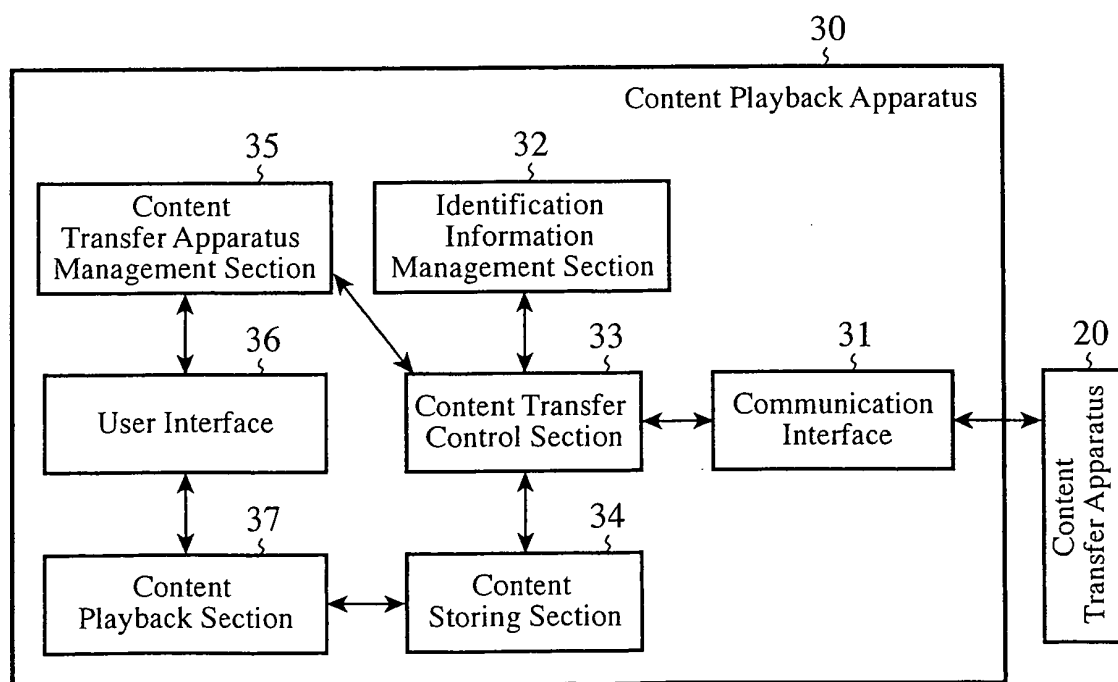 30
Content Playback Apparatus
35
Content
Transfer Apparatus
Management Section
32
Identification
Information
Management Section
36
User Interface
33
Content Transfer
Control Section
31
Communication
Interface
20
Content
Transfer Apparatus
37
Content
Playback Section
34
Content
Storing Section